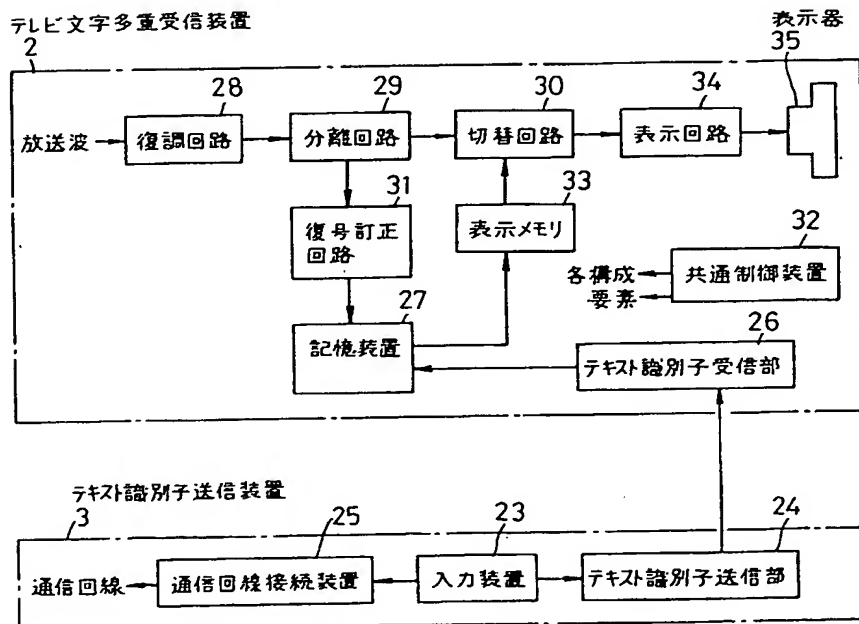 テレビ文字多重受信装置
2
表示器
35
28
29
30
34
放送波
復調回路
分離回路
切替回路
表示回路
31
33
復号訂正
回路
表示メモリ
32
各構成
要素
共通制御装置
27
記憶装置
26
テキスト識別子受信部
テキスト識別子送信装置
3
25
23
24
通信回線
通信回線接続装置
入力装置
テキスト識別子送信部